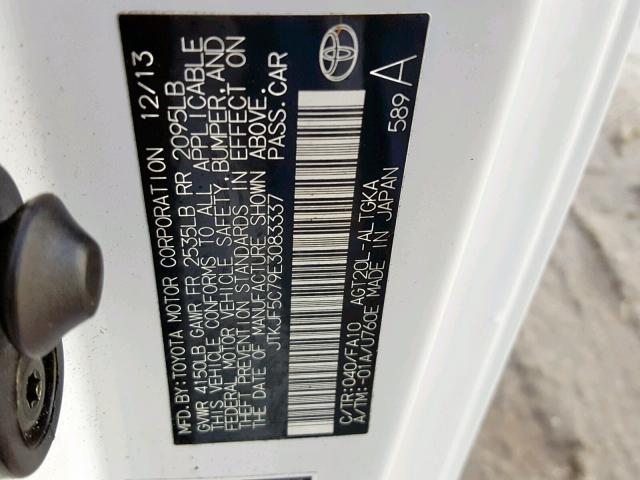 MFD.BY:TOYOTA MOTOR CORPORATION 12/13
GVWR 4150LB GAWR FR 2535LB RR 2095LB
THIS VEHICLE CONFORMS TO ALL APPLICABLE
FEDERAL MOTOR VEHICLE SAFETY,BUMPER,AND
THEFT PREVENTION STANDARDS IN EFFECT ON
THE DATE OF MANUFACTURE SHOWN ABOVE.
JTKJF5C79E3083337 PASS.CAR
C/TR:040/FA10 AGT20L-ALTGKA
A/TM:-01A/U760E MADE IN JAPAN
589 A